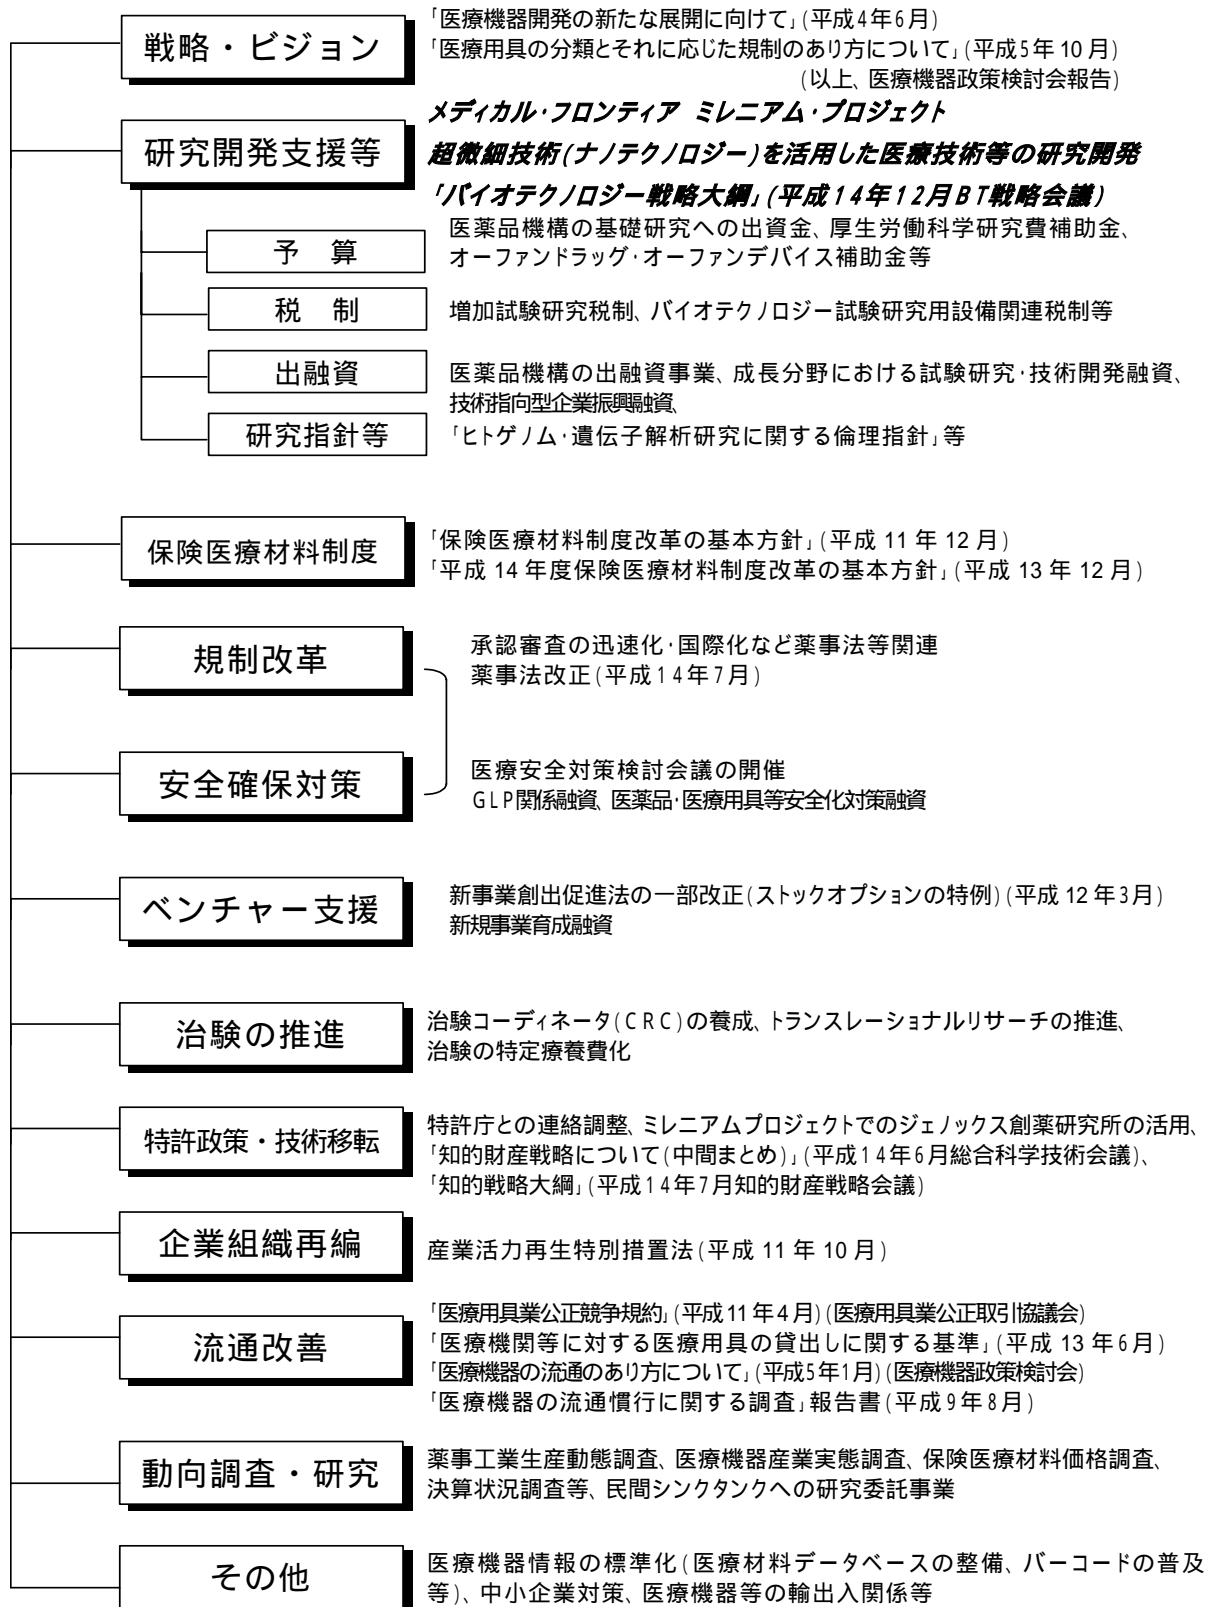 戦略・ビジョン
「医療機器開発の新たな展開に向けて」(平成4年6月)
「医療用具の分類とそれに応じた規制のあり方について」(平成5年 10 月)
(以上、医療機器政策検討会報告)
研究開発支援等
メディカル・フロンティア ミレニアム・プロジェクト
超微細技術(ナノテクノロジー)を活用した医療技術等の研究開発
「バイオテクノロジー戦略大綱」(平成14年12月BT戦略会議)
予 算
医薬品機構の基礎研究への出資金、厚生労働科学研究費補助金、
オーファンドラッグ・オーファンデバイス補助金等
税 制
増加試験研究税制、バイオテクノロジー試験研究用設備関連税制等
出融資
医薬品機構の出融資事業、成長分野における試験研究・技術開発融資、
技術指向型企業振興融資、
研究指針等
「ヒトゲノム・遺伝子解析研究に関する倫理指針」等
保険医療材料制度
「保険医療材料制度改革の基本方針」(平成 11 年 12 月)
「平成 14 年度保険医療材料制度改革の基本方針」(平成 13 年 12 月)
規制改革
承認審査の迅速化・国際化など薬事法等関連
薬事法改正(平成14年7月)
安全確保対策
医療安全対策検討会議の開催
GLP関係融資、医薬品・医療用具等安全化対策融資
ベンチャー支援
新事業創出促進法の一部改正(ストックオプションの特例)(平成 12 年3月)
新規事業育成融資
治験の推進
治験コーディネータ(CRC)の養成、トランスレーショナルリサーチの推進、
治験の特定療養費化
特許政策・技術移転
特許庁との連絡調整、ミレニアムプロジェクトでのジェノックス創薬研究所の活用、
「知的財産戦略について(中間まとめ)」(平成14年6月総合科学技術会議)、
「知的戦略大綱」(平成14年7月知的財産戦略会議)
企業組織再編
産業活力再生特別措置法(平成 11 年 10 月)
流通改善
「医療用具業公正競争規約」(平成 11 年4月)(医療用具業公正取引協議会)
「医療機関等に対する医療用具の貸出しに関する基準」(平成 13 年6月)
「医療機器の流通のあり方について」(平成5年1月)(医療機器政策検討会)
「医療機器の流通慣行に関する調査」報告書(平成9年8月)
動向調査・研究
薬事工業生産動態調査、医療機器産業実態調査、保険医療材料価格調査、
決算状況調査等、民間シンクタンクへの研究委託事業
その他
医療機器情報の標準化(医療材料データベースの整備、バーコードの普及
等)、中小企業対策、医療機器等の輸出入関係等